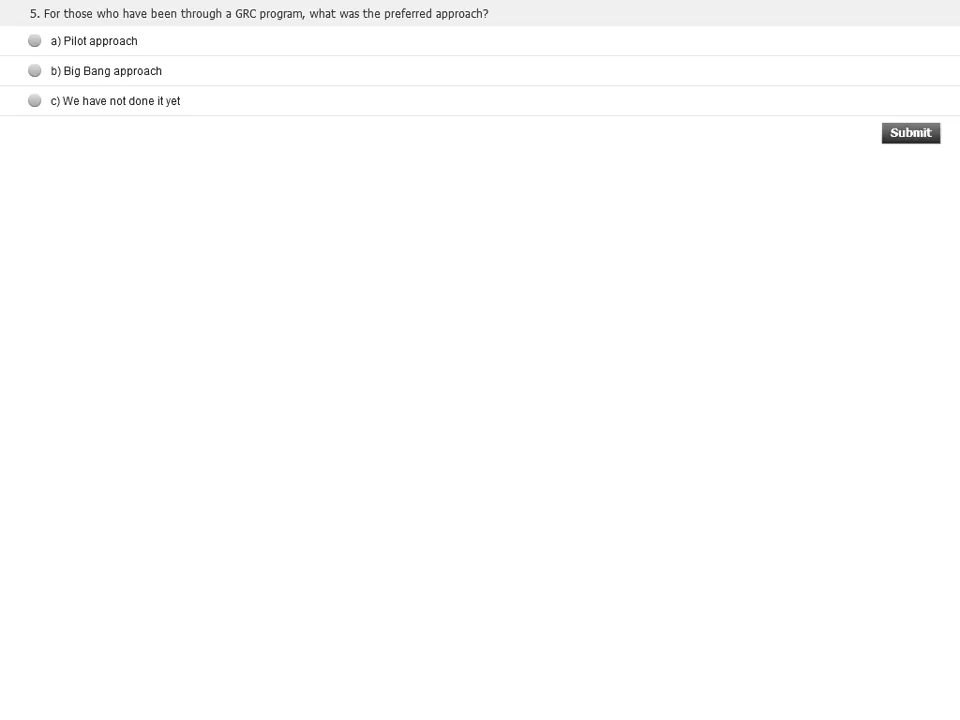 5. For those who have been through a GRC program, what was the preferred approach?
a) Pilot approach
b) Big Bang approach
c) We have not done it yet
Submit